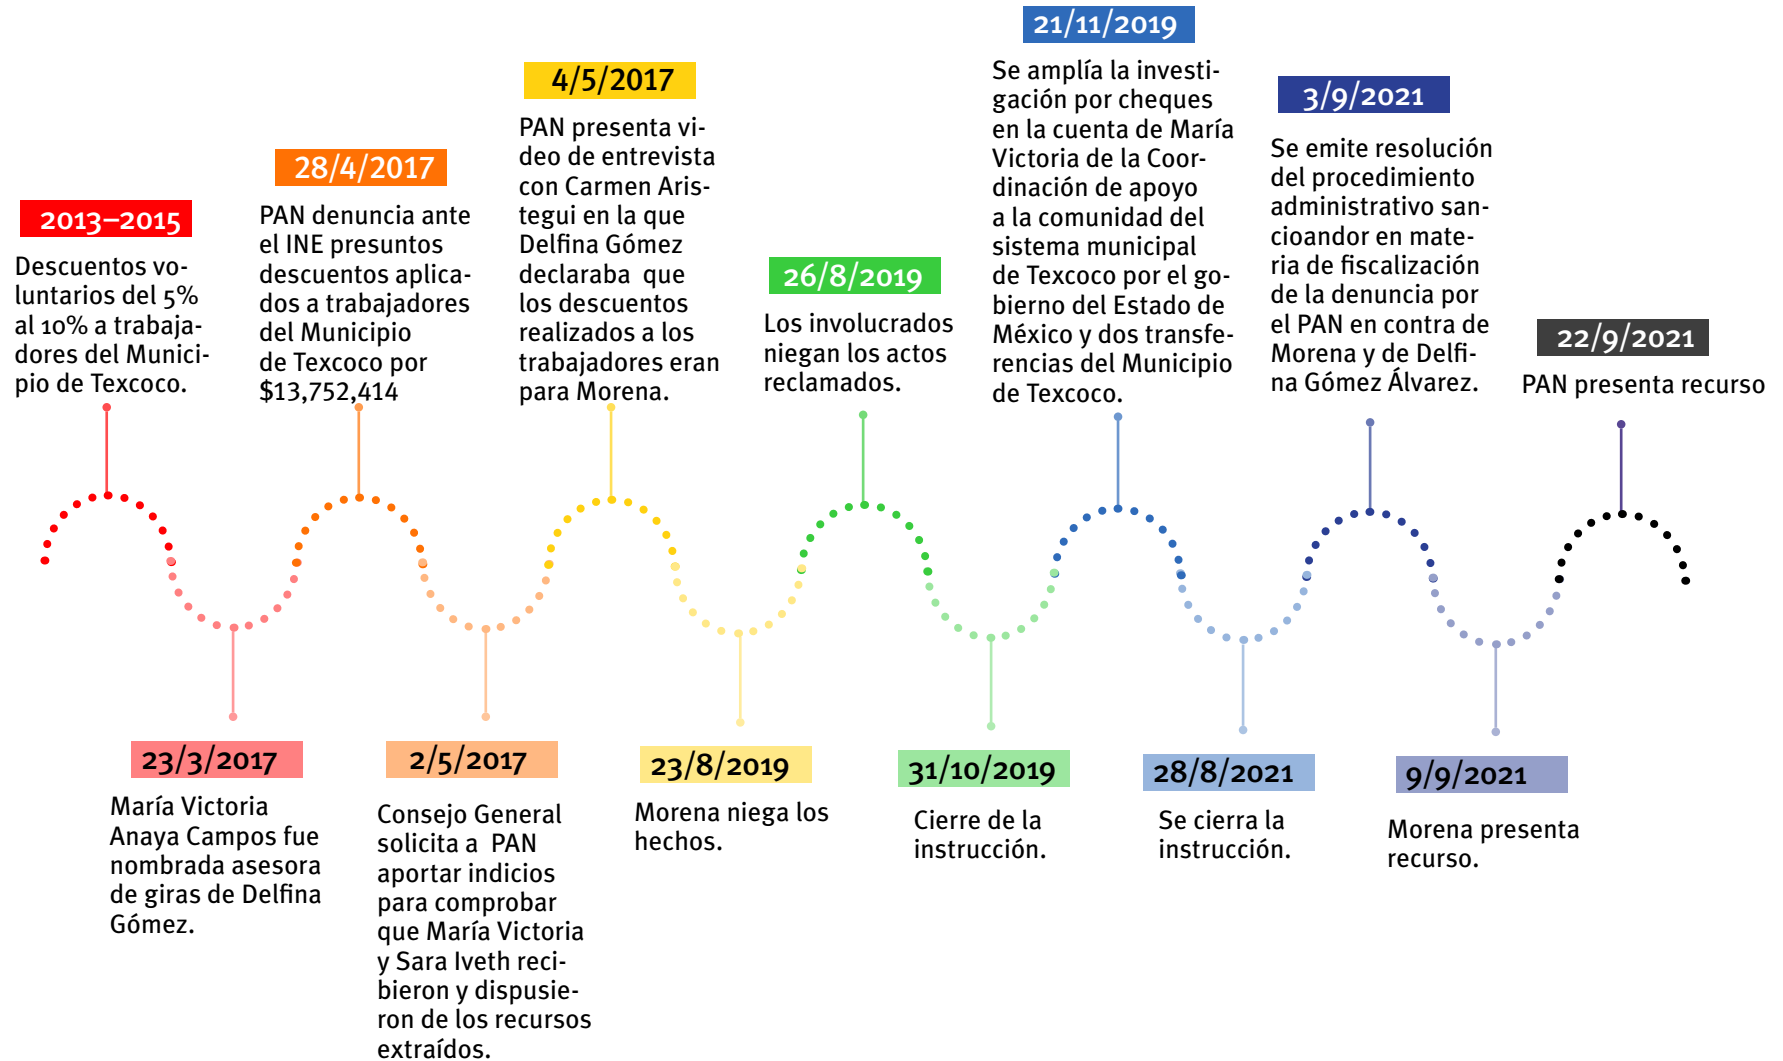 2013–2015
Descuentos vo-
luntarios del 5%
al 10% a trabaja-
dores del Munici-
pio de Texcoco.
23/3/2017
María Victoria
Anaya Campos fue
nombrada asesora
de giras de Delfina
Gómez.
28/4/2017
PAN denuncia ante
el INE presuntos
descuentos aplica-
dos a trabajadores
del Municipio
de Texcoco por
$13,752,414
2/5/2017
Consejo General
solicita a PAN
aportar indicios
para comprobar
que María Victoria
y Sara Iveth reci-
bieron y dispusie-
ron de los recursos
extraídos.
4/5/2017
PAN presenta vi-
deo de entrevista
con Carmen Aris-
tegui en la que
Delfina Gómez
declaraba que
los descuentos
realizados a los
trabajadores eran
para Morena.
23/8/2019
Morena niega los
hechos.
26/8/2019
Los involucrados
niegan los actos
reclamados.
31/10/2019
Cierre de la
instrucción.
21/11/2019
Se amplía la investi-
gación por cheques
en la cuenta de María
Victoria de la Coor-
dinación de apoyo
a la comunidad del
sistema municipal
de Texcoco por el go-
bierno del Estado de
México y dos transfe-
rencias del Municipio
de Texcoco.
28/8/2021
Se cierra la
instrucción.
3/9/2021
Se emite resolución
del procedimiento
administrativo san-
cioandor en mate-
ria de fiscalización
de la denuncia por
el PAN en contra de
Morena y de Delfi-
na Gómez Álvarez.
9/9/2021
Morena presenta
recurso.
22/9/2021
PAN presenta recurso